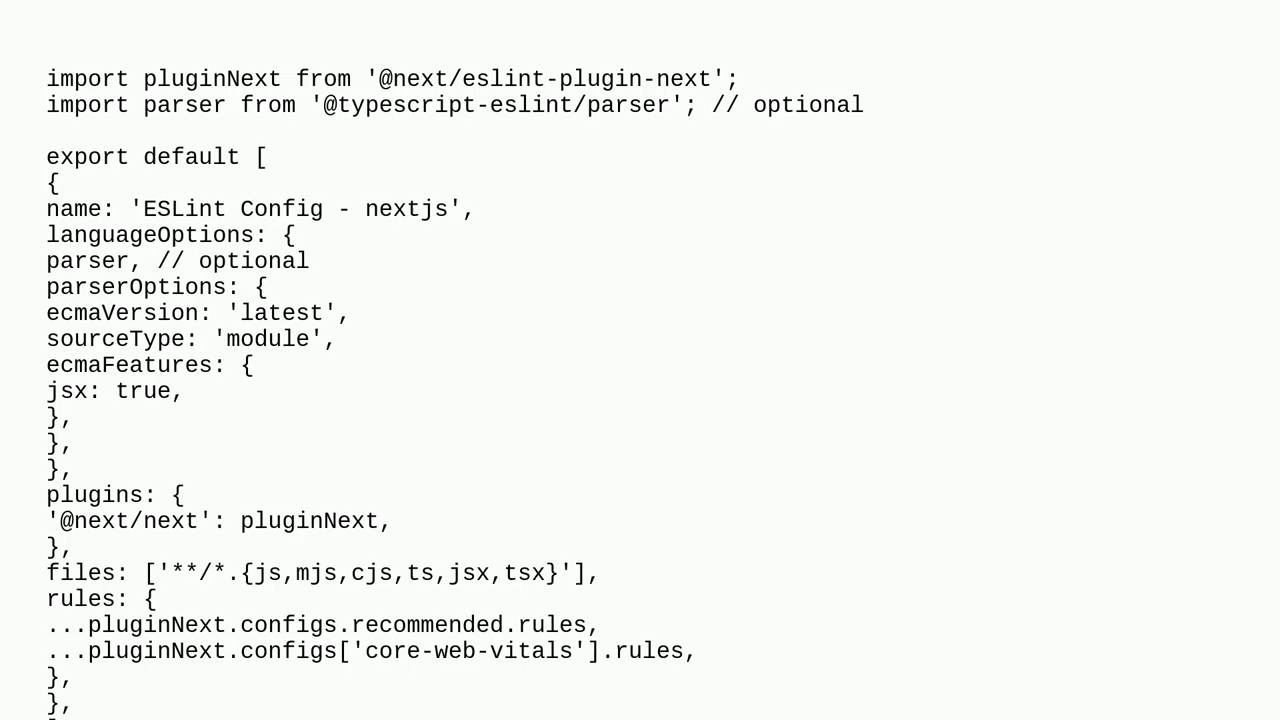 import pluginNext from '@next/eslint-plugin-next';
import parser from '@typescript-eslint/parser'; // optional

export default [
{
name: 'ESLint Config - nextjs',
languageOptions: {
parser, // optional
parserOptions: {
ecmaVersion: 'latest',
sourceType: 'module',
ecmaFeatures: {
jsx: true,
},
},
},
plugins: {
'@next/next': pluginNext,
},
files: ['**/*.{js,mjs,cjs,ts,jsx,tsx}'],
rules: {
...pluginNext.configs.recommended.rules,
...pluginNext.configs['core-web-vitals'].rules,
},
},